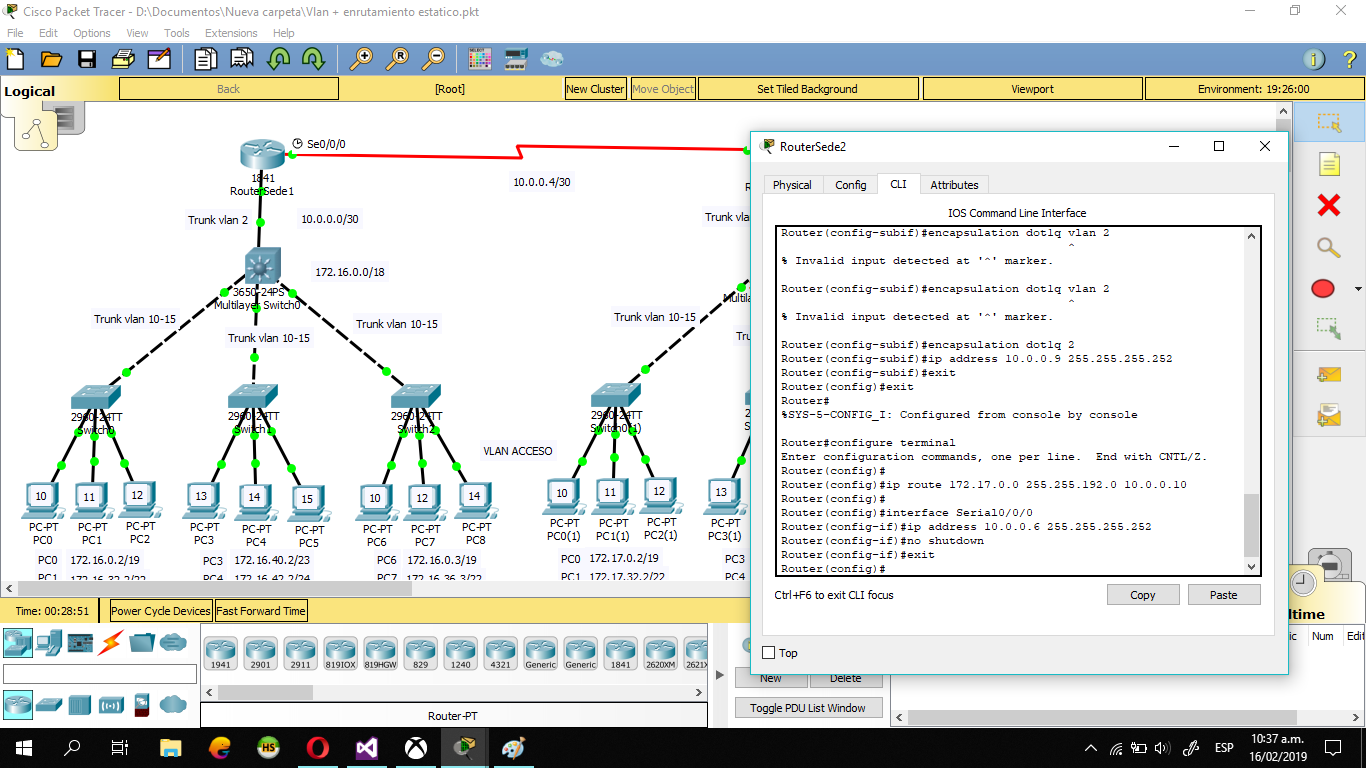 Cisco Packet Tracer - D:\Documentos\Nueva carpeta\Vlan + enrutamiento estatico.pkt
File Edit Options View Tools Extensions Help
Logical
Back
[Root]
New Cluster
Move Object
Set Tiled Background
Viewport
Environment: 19:26:00
Se0/0/0
1841
RouterSede1
10.0.0.4/30
Trunk vlan 2
10.0.0.0/30
3650-24PS
Multilayer Switch0
172.16.0.0/18
Trunk vlan 10-15
Trunk vlan 10-15
Trunk vlan 10-15
Trunk vlan 10-15
2960-24TT
Switch0
2960-24TT
Switch1
2960-24TT
Switch2
2960-24TT
Switch0(1)
VLAN ACCESO
10
11
12
13
14
15
10
12
14
10
11
12
13
PC-PT
PC0
PC-PT
PC1
PC-PT
PC2
PC-PT
PC3
PC-PT
PC4
PC-PT
PC5
PC-PT
PC6
PC-PT
PC7
PC-PT
PC8
PC-PT
PC0(1)
PC-PT
PC1(1)
PC-PT
PC2(1)
PC-PT
PC3(1)
PC0 172.16.0.2/19
PC3 172.16.40.2/23
PC6 172.16.0.3/19
PC0 172.17.0.2/19
PC3
PC1 172.16.32.2/22
PC4 172.16.42.2/24
PC7 172.16.36.3/22
PC1 172.17.32.2/22
PC4
RouterSede2
Physical
Config
CLI
Attributes
IOS Command Line Interface
Router(config-subif)#encapsulation dot1q vlan 2
^
% Invalid input detected at '^' marker.
Router(config-subif)#encapsulation dot1q vlan 2
^
% Invalid input detected at '^' marker.
Router(config-subif)#encapsulation dot1q 2
Router(config-subif)#ip address 10.0.0.9 255.255.255.252
Router(config-subif)#exit
Router(config)#exit
Router#
%SYS-5-CONFIG_I: Configured from console by console
Router#configure terminal
Enter configuration commands, one per line. End with CNTL/Z.
Router(config)#
Router(config)#ip route 172.17.0.0 255.255.192.0 10.0.0.10
Router(config)#
Router(config)#interface Serial0/0/0
Router(config-if)#ip address 10.0.0.6 255.255.255.252
Router(config-if)#no shutdown
Router(config-if)#exit
Router(config)#
Ctrl+F6 to exit CLI focus
Copy
Paste
Top
Time: 00:28:51
Power Cycle Devices
Fast Forward Time
1941
2901
2911
819IOX
819HGW
829
1240
4321
Generic
Generic
1841
2620XM
2621X
Router-PT
New
Delete
Toggle PDU List Window
Num
Edit
10:37 a.m.
ESP
16/02/2019